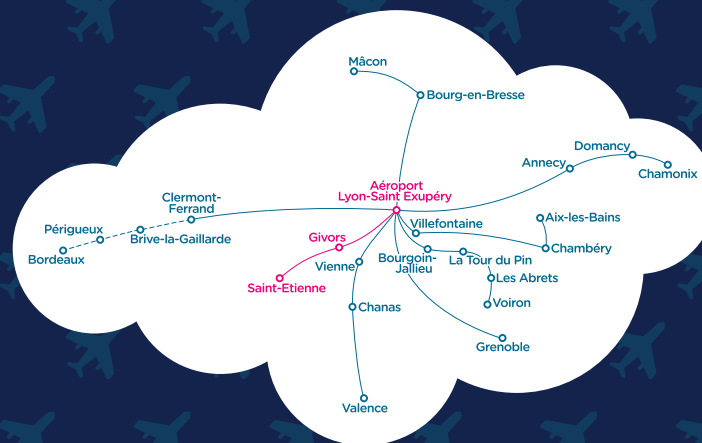 Mâcon
Bourg-en-Bresse
Domancy
Annecy
Chamonix
Aéroport
Lyon-Saint Exupéry
Clermont-
Ferrand
Périgueux
Brive-la-Gaillarde
Bordeaux
Aix-les-Bains
Villefontaine
Chambéry
Givors
Vienne
Bourgoin-
Jallieu
La Tour du Pin
Saint-Etienne
Les Abrets
Chanas
Voiron
Grenoble
Valence